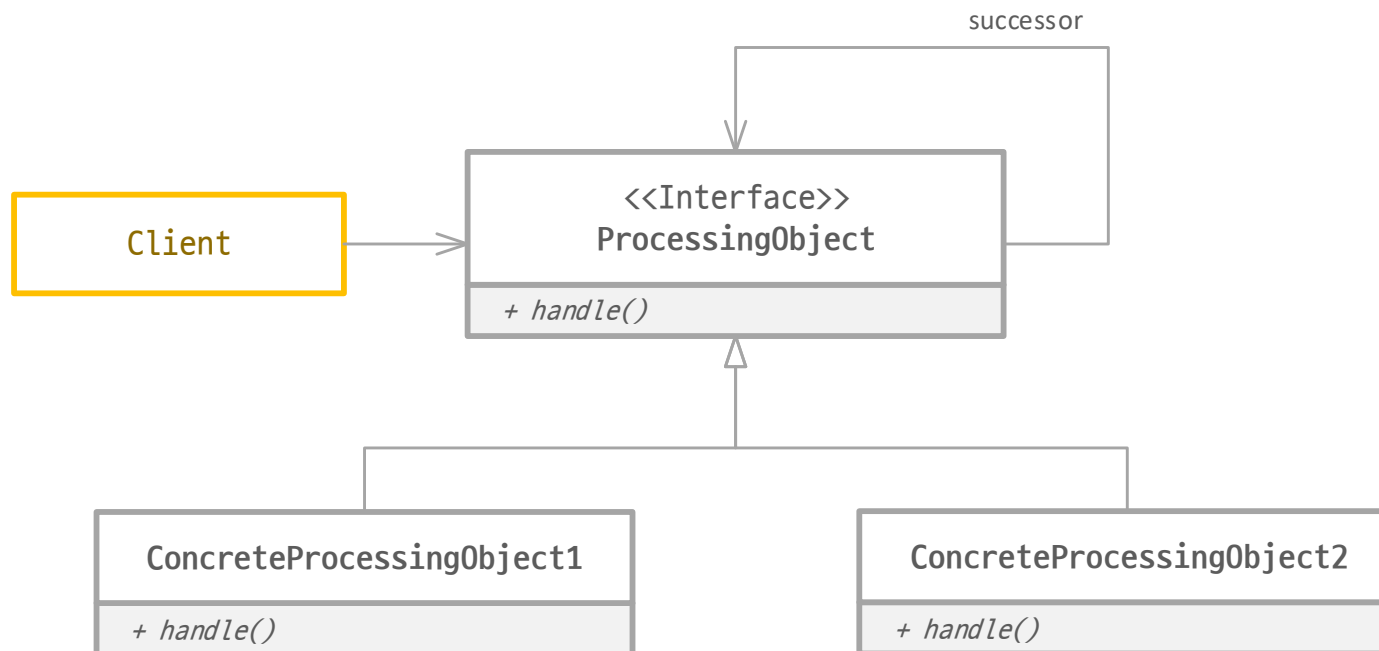 successor
<<Interface>>
ProcessingObject
Client
+ handle()
ConcreteProcessingObject1
+ handle()
ConcreteProcessingObject2
+ handle()